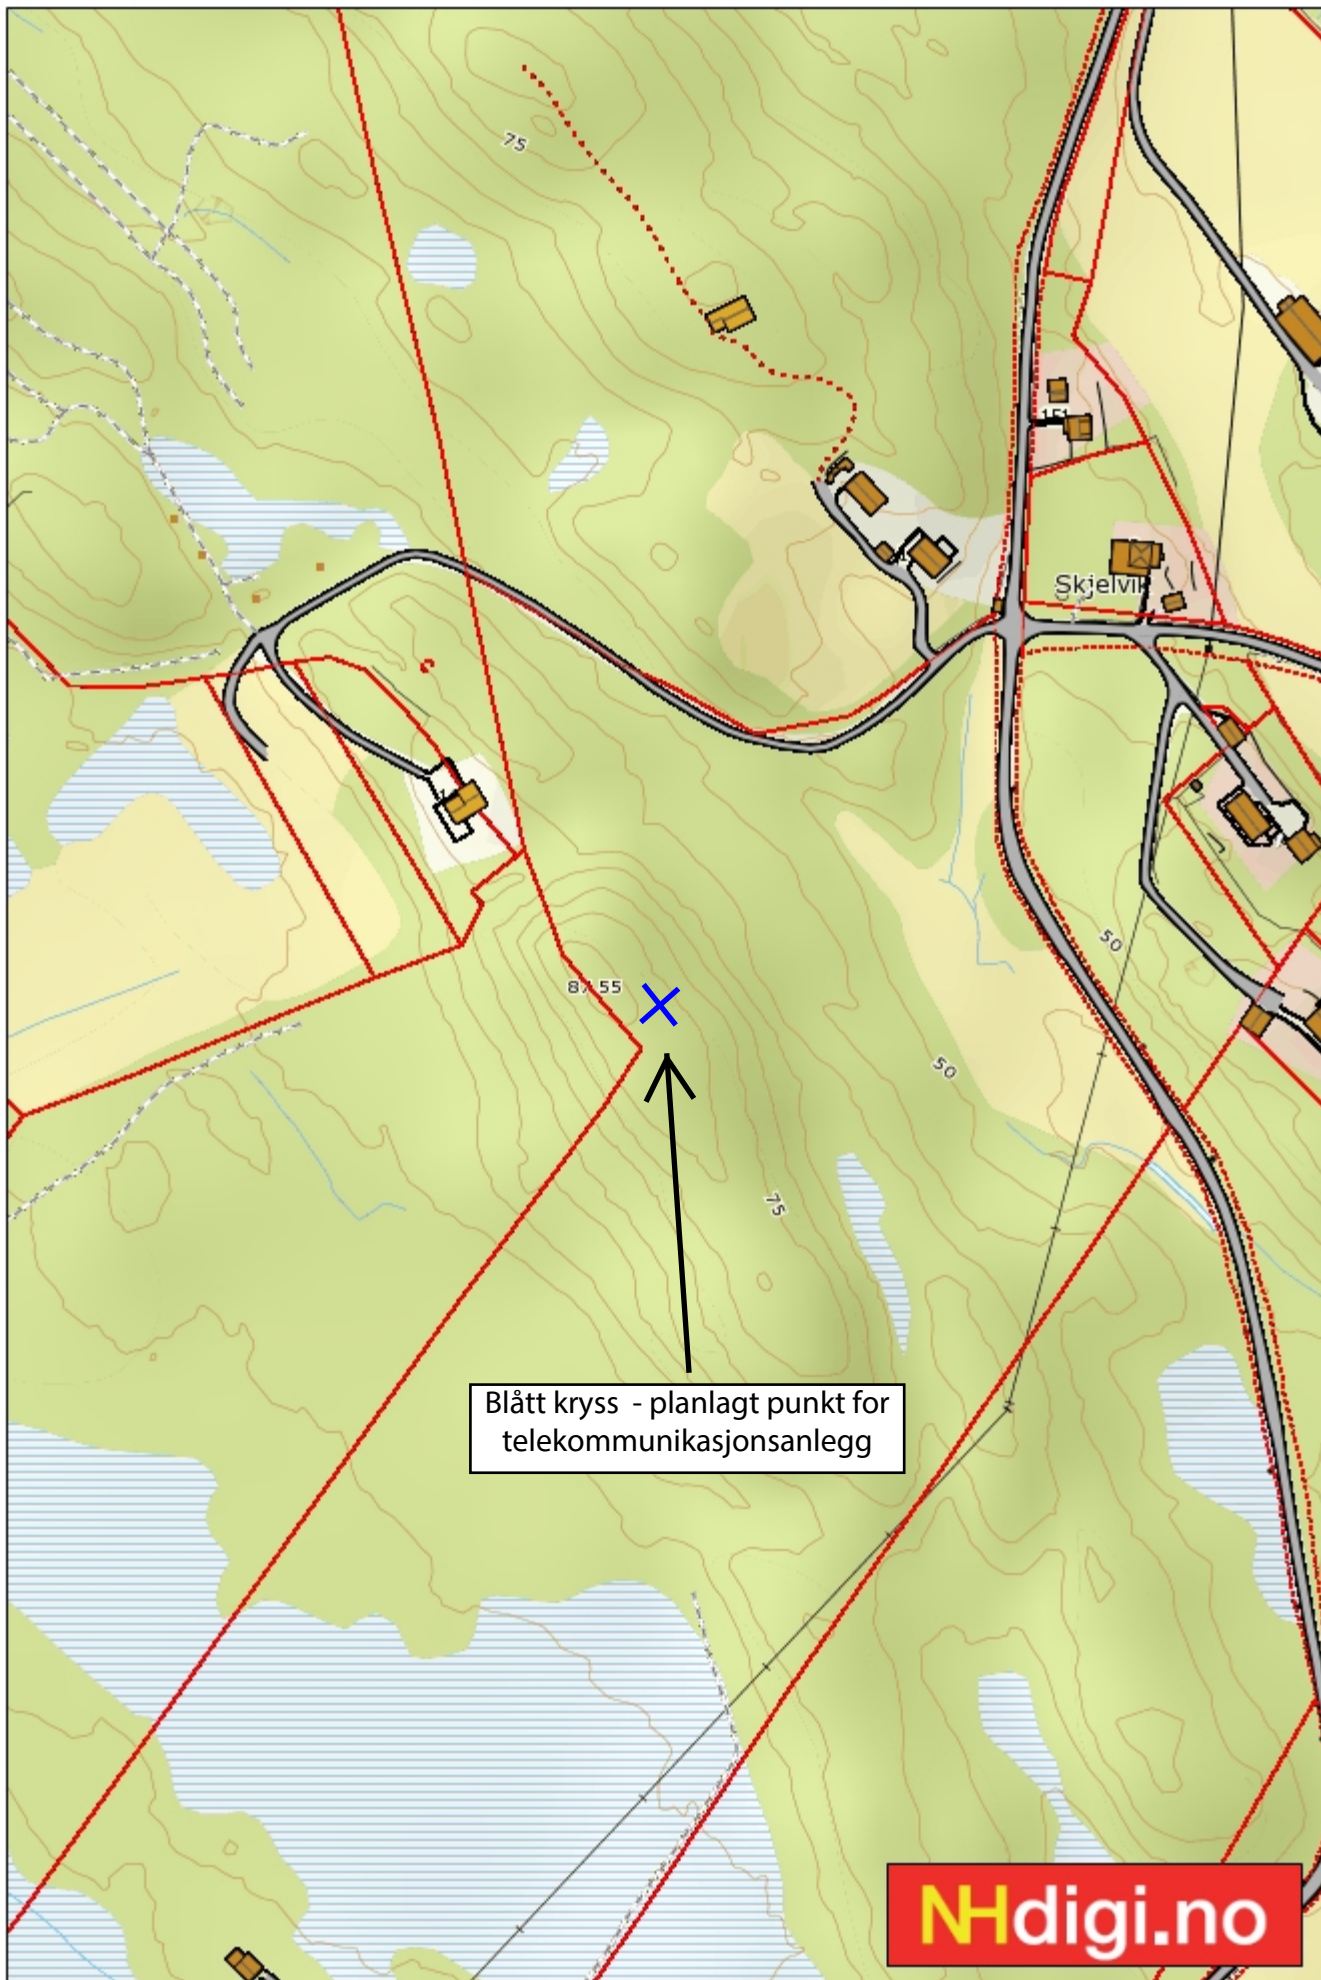 75
151
Skjelvik
50
87.55
50
75
Blått kryss - planlagt punkt for
telekommunikasjonsanlegg
NHdigi.no